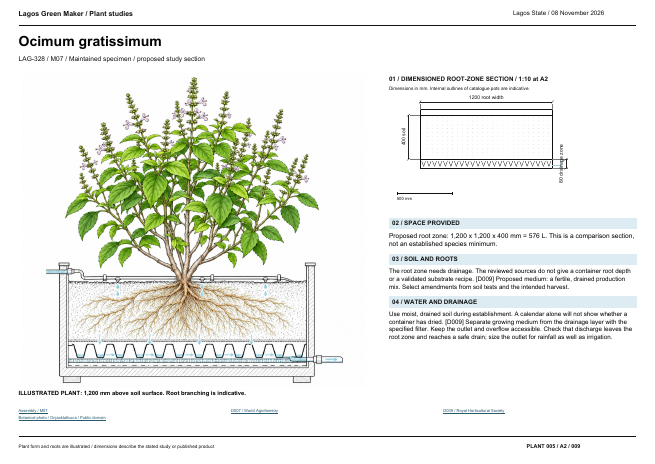 Lagos Green Maker / Plant studies
Lagos State / 08 November 2026
Ocimum gratissimum
LAG-328 / M07 / Maintained specimen / proposed study section
01 / DIMENSIONED ROOT-ZONE SECTION / 1:10 at A2
Dimensions in mm. Internal outlines of catalogue pots are indicative.
1200 root width
400 soil
80 drainage zone
500 mm
02 / SPACE PROVIDED
Proposed root zone: 1,200 x 1,200 x 400 mm = 576 L. This is a comparison section,
not an established species minimum.
03 / SOIL AND ROOTS
The root zone needs drainage. The reviewed sources do not give a container root depth
or a validated substrate recipe. [D009] Proposed medium: a fertile, drained production
mix. Select amendments from soil tests and the intended harvest.
04 / WATER AND DRAINAGE
Use moist, drained soil during establishment. A calendar alone will not show whether a
container has dried. [D009] Separate growing medium from the drainage layer with the
specified filter. Keep the outlet and overflow accessible. Check that discharge leaves the
root zone and reaches a safe drain; size the outlet for rainfall as well as irrigation.
ILLUSTRATED PLANT: 1,200 mm above soil surface. Root branching is indicative.
Assembly / M07
D007 / World Agroforestry
D009 / Royal Horticultural Society
Botanical photo / / Public domain
Plant form and roots are illustrated / dimensions describe the stated study or published product
PLANT 005 / A2 / 009